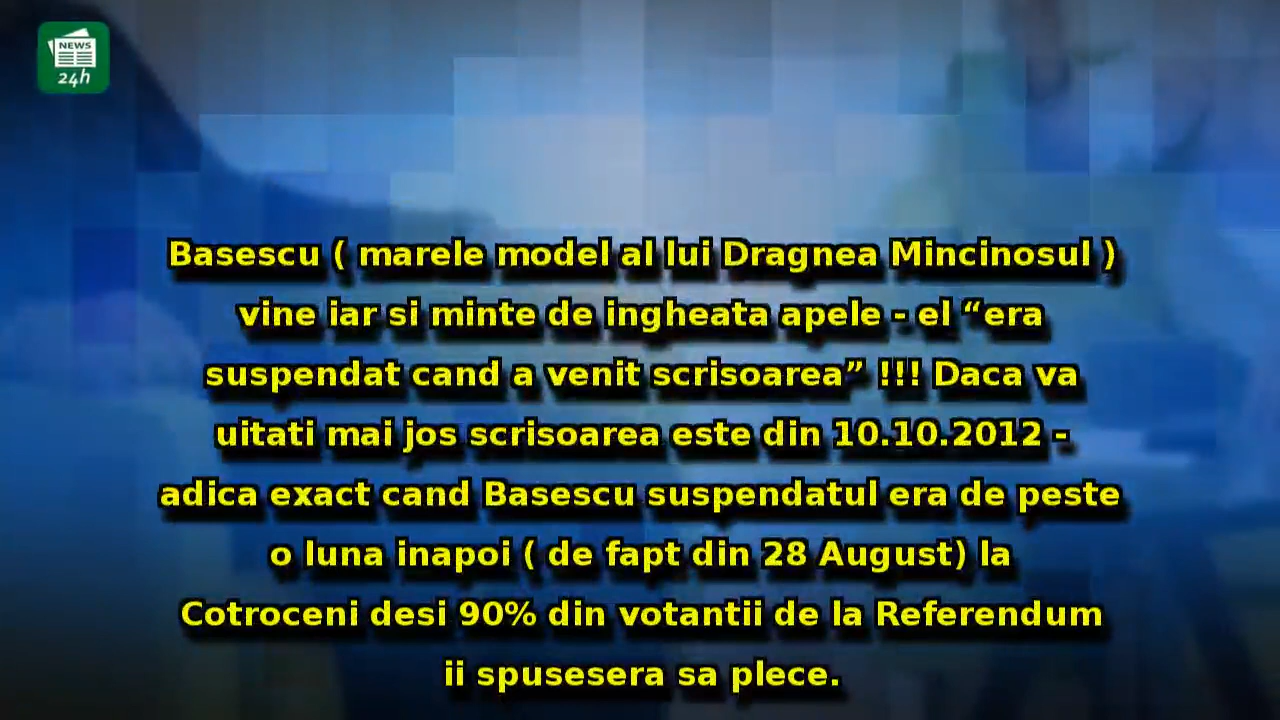 NEWS
24h
Basescu ( marele model al lui Dragnea Mincinosul )
vine iar si minte de ingheata apele - el “era
suspendat cand a venit scrisoarea” !!! Daca va
uitati mai jos scrisoarea este din 10.10.2012 -
adica exact cand Basescu suspendatul era de peste
o luna inapoi ( de fapt din 28 August) la
Cotroceni desi 90% din votantii de la Referendum
ii spusesera sa plece.